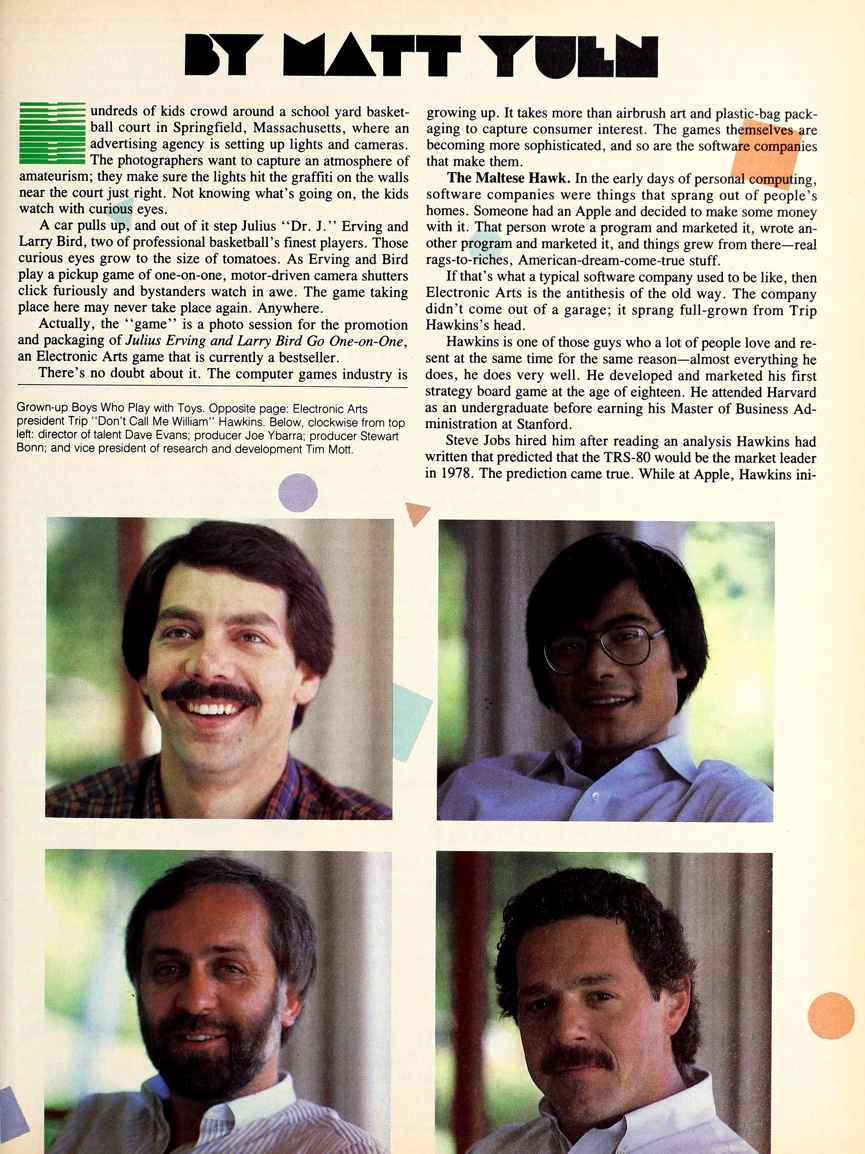 BY MATT YUEN
Hundreds of kids crowd around a school yard basket-
ball court in Springfield, Massachusetts, where an
advertising agency is setting up lights and cameras.
The photographers want to capture an atmosphere of
amateurism; they make sure the lights hit the graffiti on the walls
near the court just right. Not knowing what's going on, the kids
watch with curious eyes.
A car pulls up, and out of it step Julius "Dr. J." Erving and
Larry Bird, two of professional basketball's finest players. Those
curious eyes grow to the size of tomatoes. As Erving and Bird
play a pickup game of one-on-one, motor-driven camera shutters
click furiously and bystanders watch in awe. The game taking
place here may never take place again. Anywhere.
Actually, the "game" is a photo session for the promotion
and packaging of Julius Erving and Larry Bird Go One-on-One,
an Electronic Arts game that is currently a bestseller.
There's no doubt about it. The computer games industry is
Grown-up Boys Who Play with Toys. Opposite page: Electronic Arts
president Trip "Don't Call Me William" Hawkins. Below, clockwise from top
left: director of talent Dave Evans; producer Joe Ybarra; producer Stewart
Bonn; and vice president of research and development Tim Mott.
growing up. It takes more than airbrush art and plastic-bag pack-
aging to capture consumer interest. The games themselves are
becoming more sophisticated, and so are the software companies
that make them.
The Maltese Hawk. In the early days of personal computing,
software companies were things that sprang out of people's
homes. Someone had an Apple and decided to make some money
with it. That person wrote a program and marketed it, wrote an-
other program and marketed it, and things grew from there—real
rags-to-riches, American-dream-come-true stuff.
If that's what a typical software company used to be like, then
Electronic Arts is the antithesis of the old way. The company
didn't come out of a garage; it sprang full-grown from Trip
Hawkins's head.
Hawkins is one of those guys who a lot of people love and re-
sent at the same time for the same reason—almost everything he
does, he does very well. He developed and marketed his first
strategy board game at the age of eighteen. He attended Harvard
as an undergraduate before earning his Master of Business Ad-
ministration at Stanford.
Steve Jobs hired him after reading an analysis Hawkins had
written that predicted that the TRS-80 would be the market leader
in 1978. The prediction came true. While at Apple, Hawkins ini-